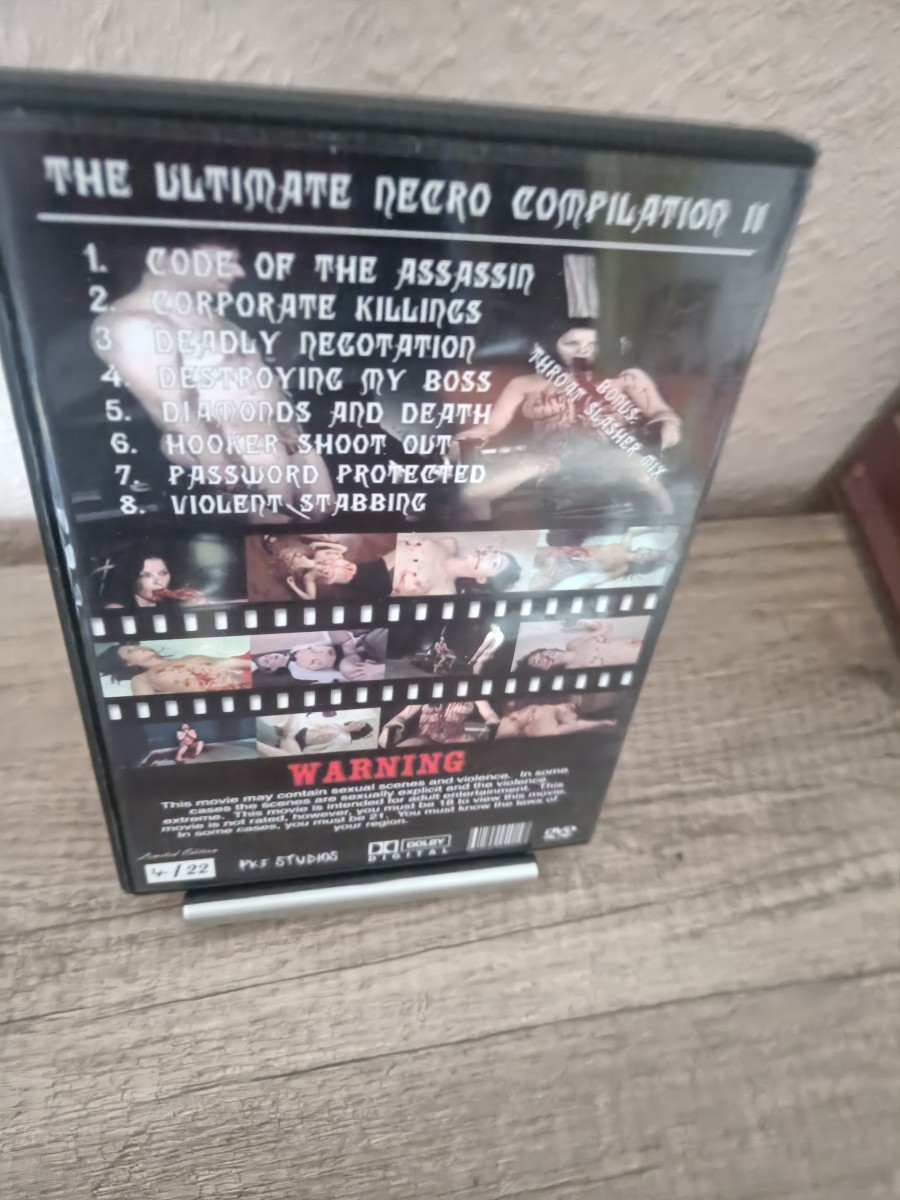 THE ULTIMATE NECRO COMPILATION II
1. CODE OF THE ASSASSIN
2. CORPORATE KILLINGS
3. DEADLY NEGOTATION
4. DESTROYING MY BOSS
5. DIAMONDS AND DEATH
6. HOOKER SHOOT OUT
7. PASSWORD PROTECTED
8. VIOLENT STABBING
BONUS:
THROAT SLASHER MIX
WARNING
This movie may contain sexual scenes and violence. In some
cases the scenes are sexually explicit and the violence
extreme. This movie is intended for adult entertainment. This
movie is not rated, however, you must be 18 to view this movie.
In some cases, you must be 21. You must know the laws of
your region.
Limited Edition
4/22
PKF STUDIOS
DOLBY
DIGITAL
DVD